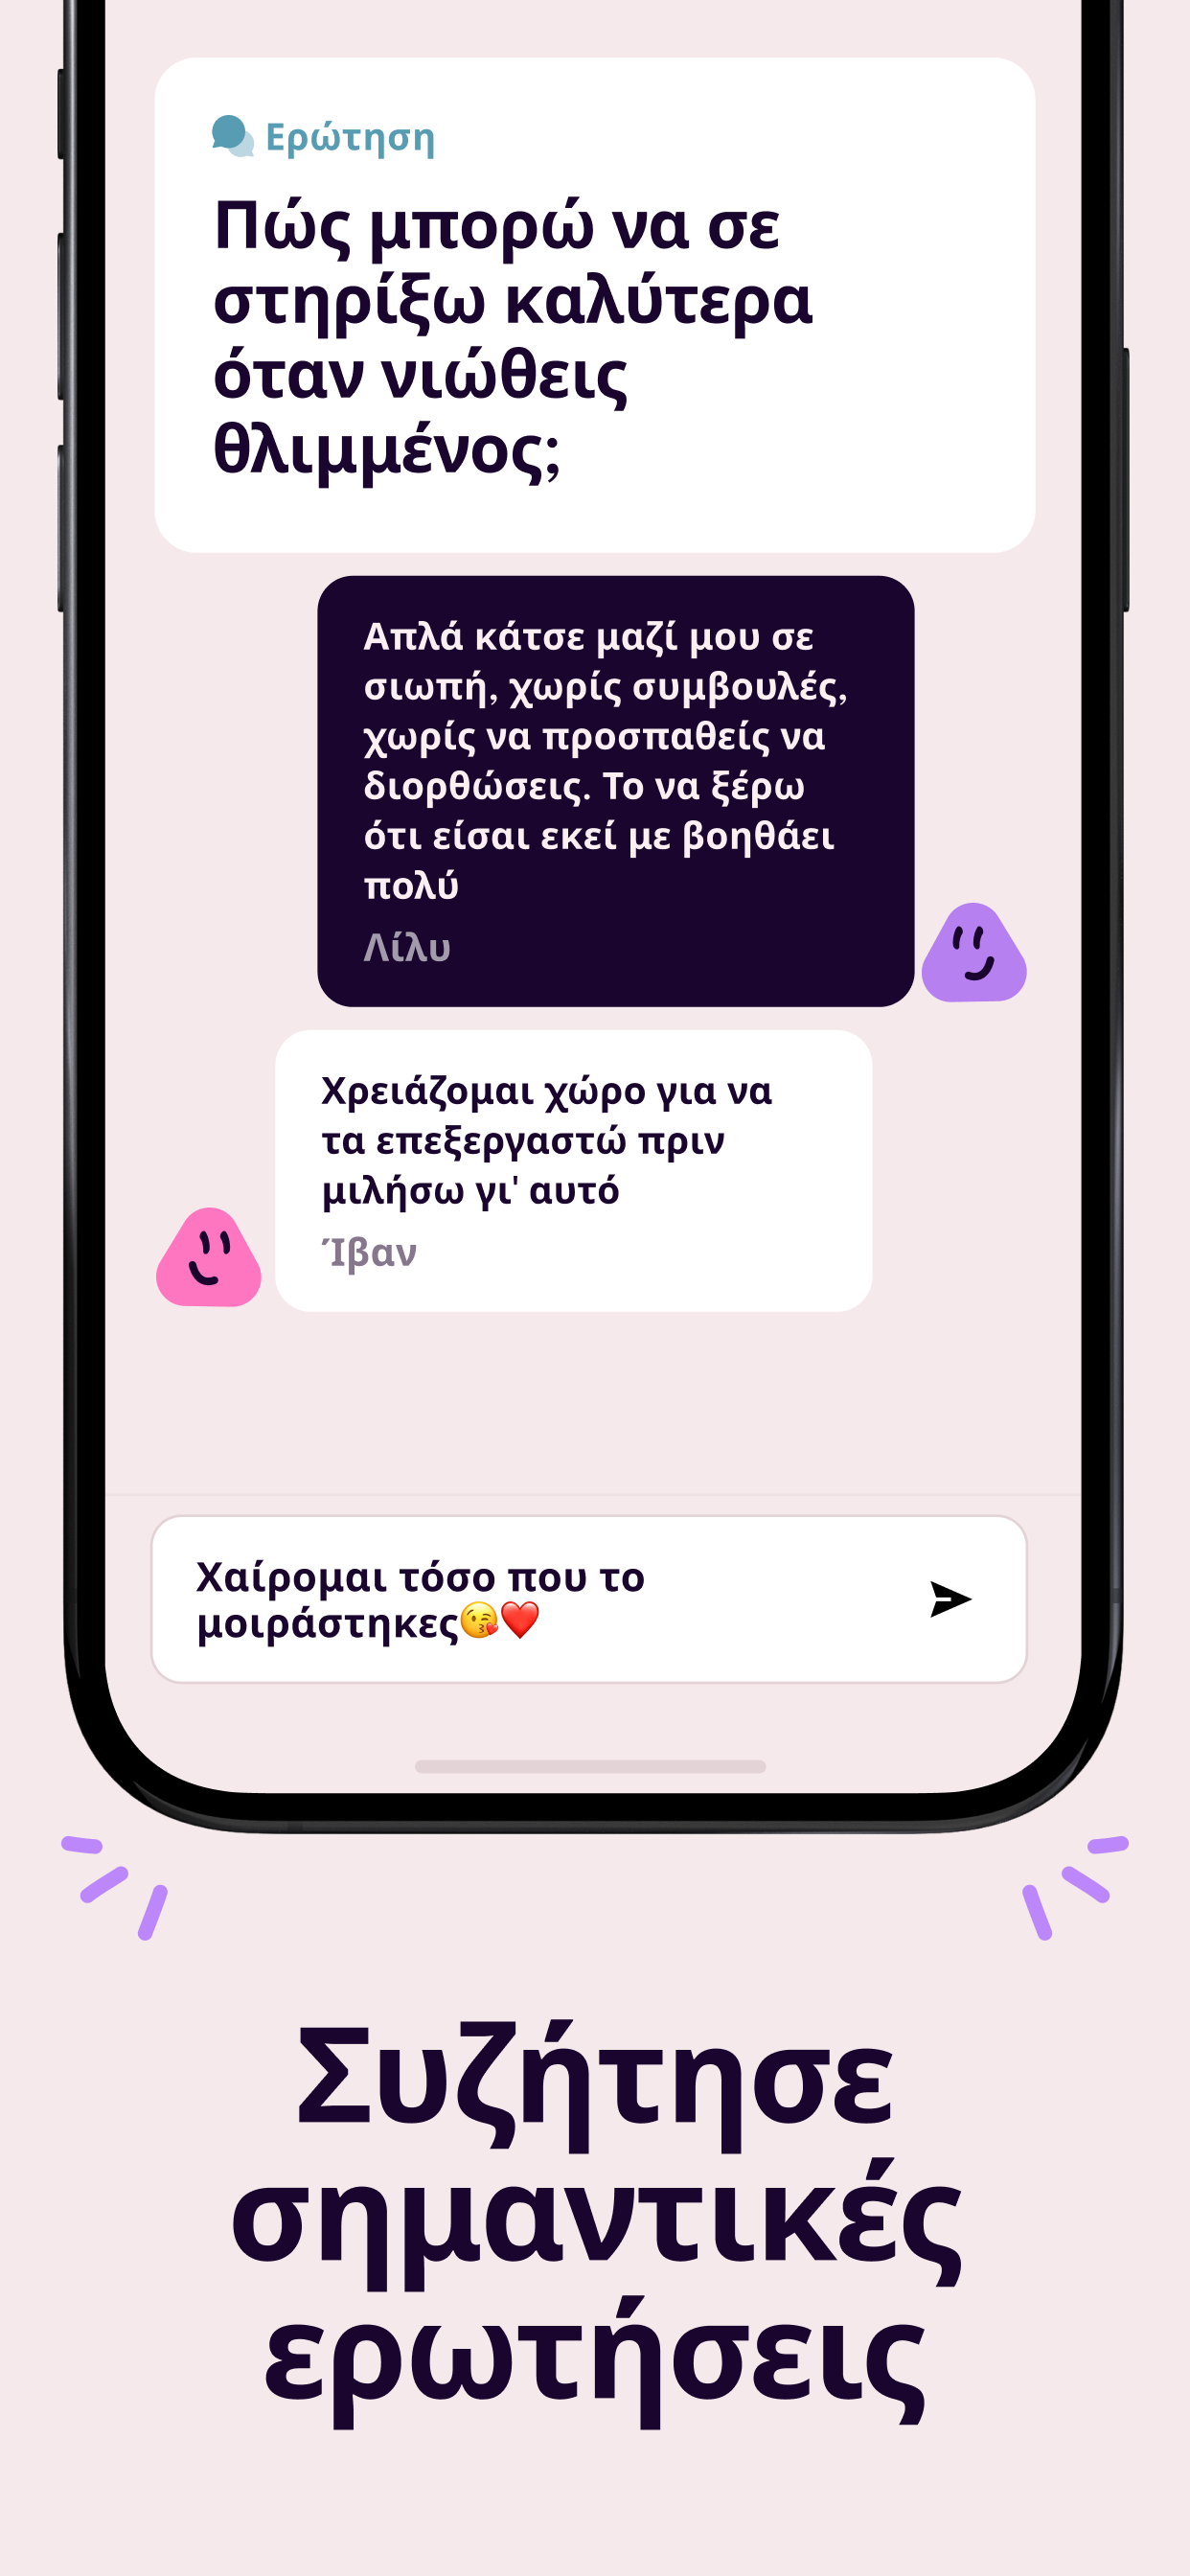 Ερώτηση
Πώς μπορώ να σε
στηρίξω καλύτερα
όταν νιώθεις
θλιμμένος;
Απλά κάτσε μαζί μου σε
σιωπή, χωρίς συμβουλές,
χωρίς να προσπαθείς να
διορθώσεις. Το να ξέρω
ότι είσαι εκεί με βοηθάει
πολύ
Λίλυ
Χρειάζομαι χώρο για να
τα επεξεργαστώ πριν
μιλήσω γι' αυτό
Ίβαν
Χαίρομαι τόσο που το
μοιράστηκες😘❤️
Συζήτησε
σημαντικές
ερωτήσεις